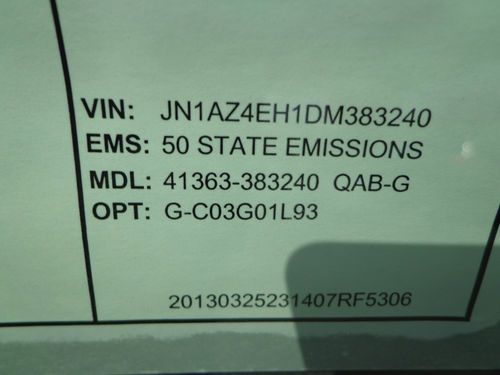 VIN: JN1AZ4EH1DM383240
EMS: 50 STATE EMISSIONS
MDL: 41363-383240 QAB-G
OPT: G-C03G01L93
20130325231407RF5306